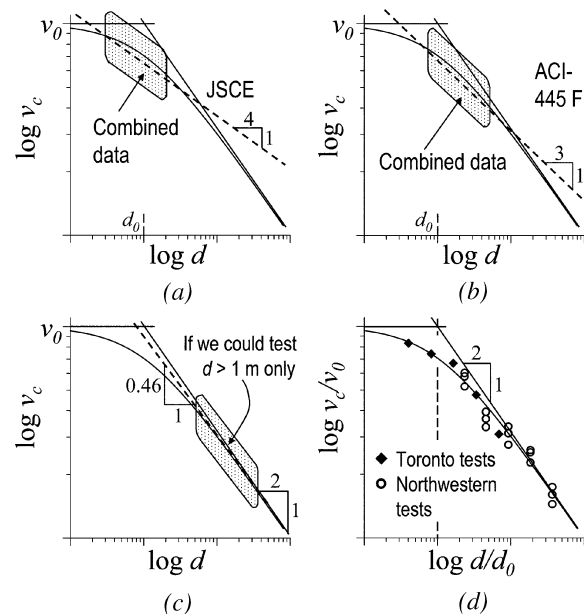 v0
log vc
JSCE
4
1
Combined
data
d0
log d
(a)
v0
log vc
ACI-
445 F
3
1
Combined data
d0
log d
(b)
v0
log vc
If we could test
d > 1 m only
0.46
1
2
1
log d
(c)
log vc/v0
2
1
Toronto tests
Northwestern
tests
log d/d0
(d)